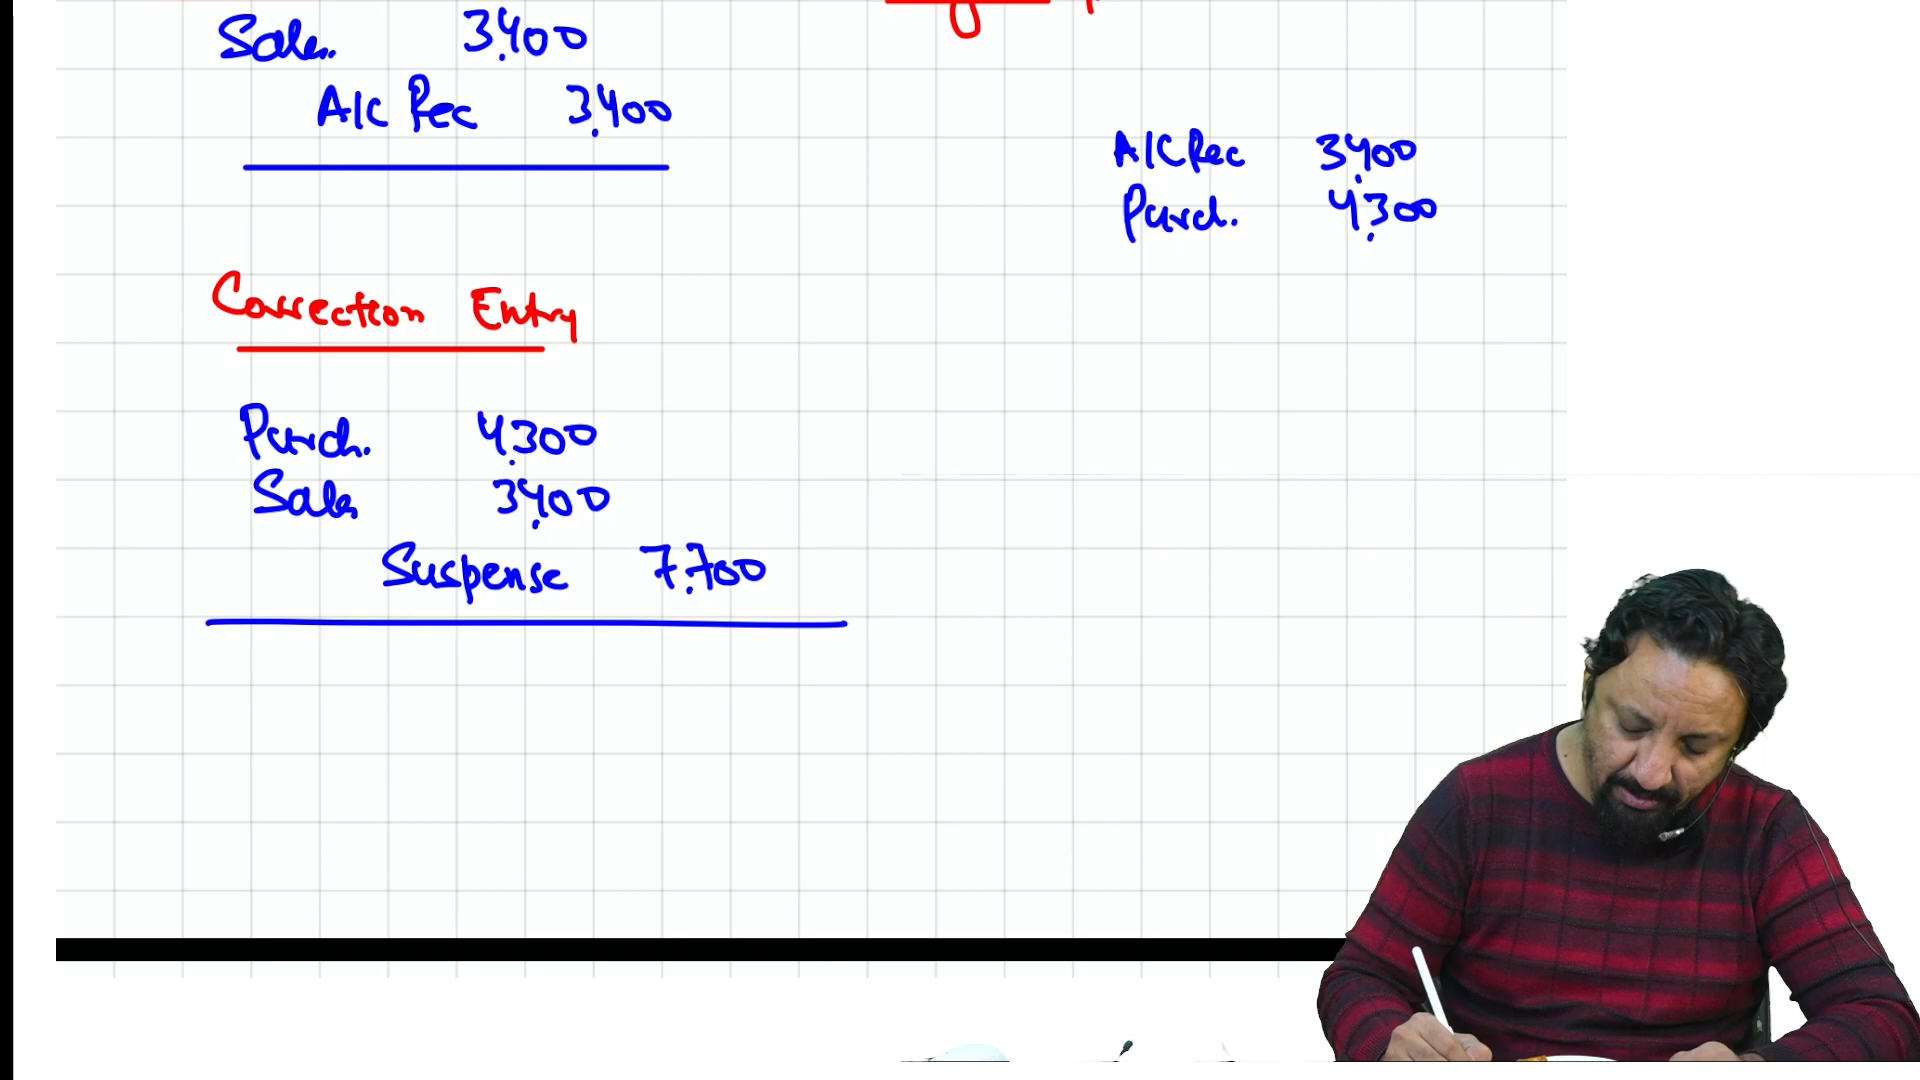 Sales. 3,400
A/C Rec 3,400
A/C Rec 3,400
Purch. 4,300
Correction Entry
Purch. 4,300
Sales 3,400
Suspense 7,700